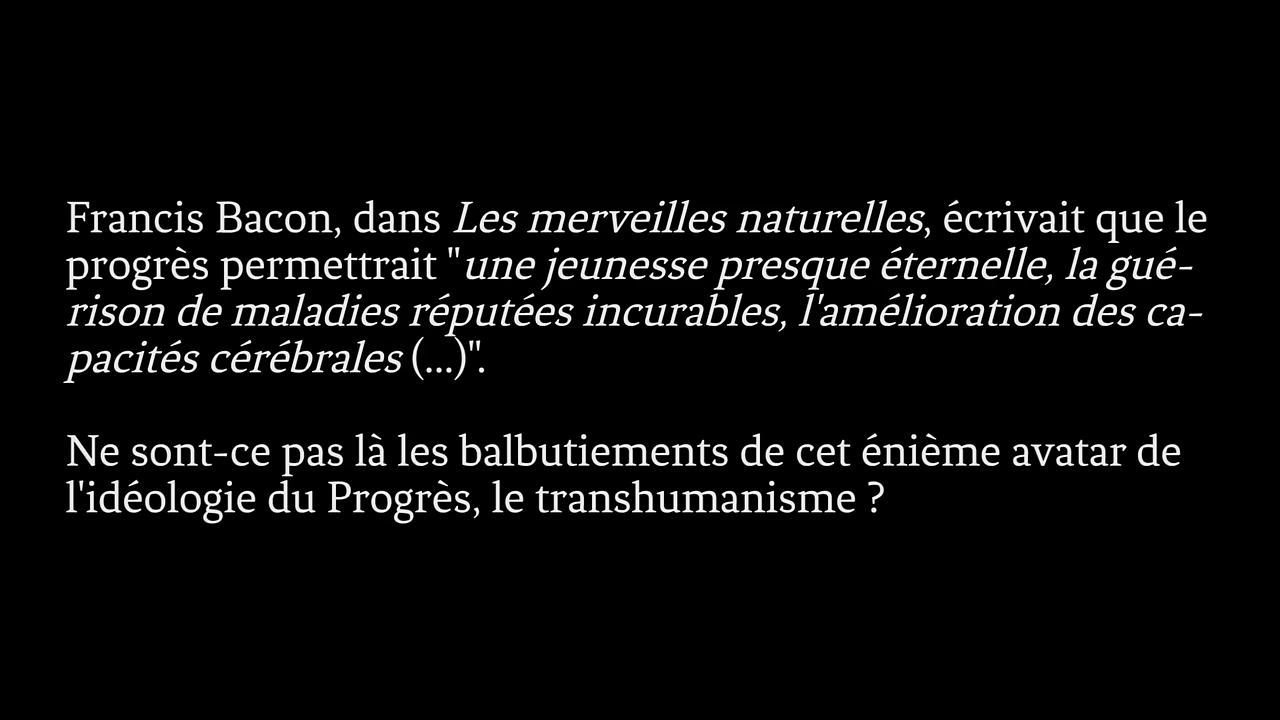 Francis Bacon, dans Les merveilles naturelles, écrivait que le
progrès permettrait "une jeunesse presque éternelle, la gué-
rison de maladies réputées incurables, l'amélioration des ca-
pacités cérébrales (...)".
Ne sont-ce pas là les balbutiements de cet énième avatar de
l'idéologie du Progrès, le transhumanisme ?